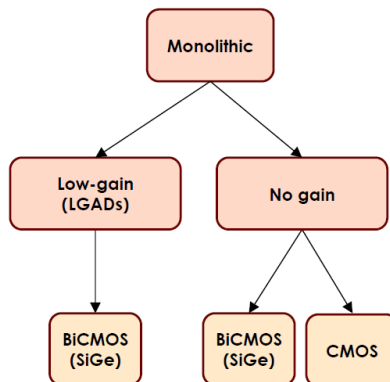 Monolithic
Low-gain
(LGADs)
No gain
BiCMOS
(SiGe)
BiCMOS
(SiGe)
CMOS